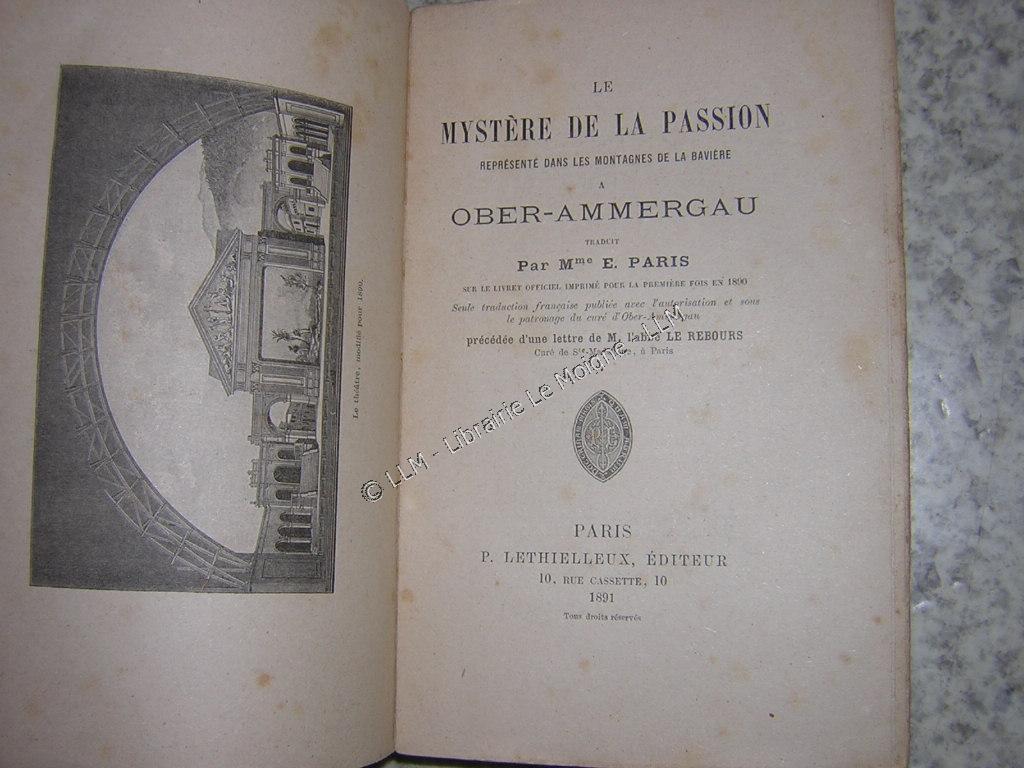 Le théâtre, modifié pour 1890.
LE
MYSTÈRE DE LA PASSION
REPRÉSENTÉ DANS LES MONTAGNES DE LA BAVIÈRE
A
OBER-AMMERGAU
TRADUIT
Par Mme E. PARIS
SUR LE LIVRET OFFICIEL IMPRIMÉ POUR LA PREMIÈRE FOIS EN 1890
Seule traduction française publiée avec l'autorisation et sous
le patronage du curé d'Ober-Ammergau
précédée d'une lettre de M. l'abbé LE REBOURS
Curé de , à Paris
PARIS
P. LETHIELLEUX, ÉDITEUR
10, RUE CASSETTE, 10
1891
Tous droits réservés
© LLM - Librairie Le Moigne - LLM